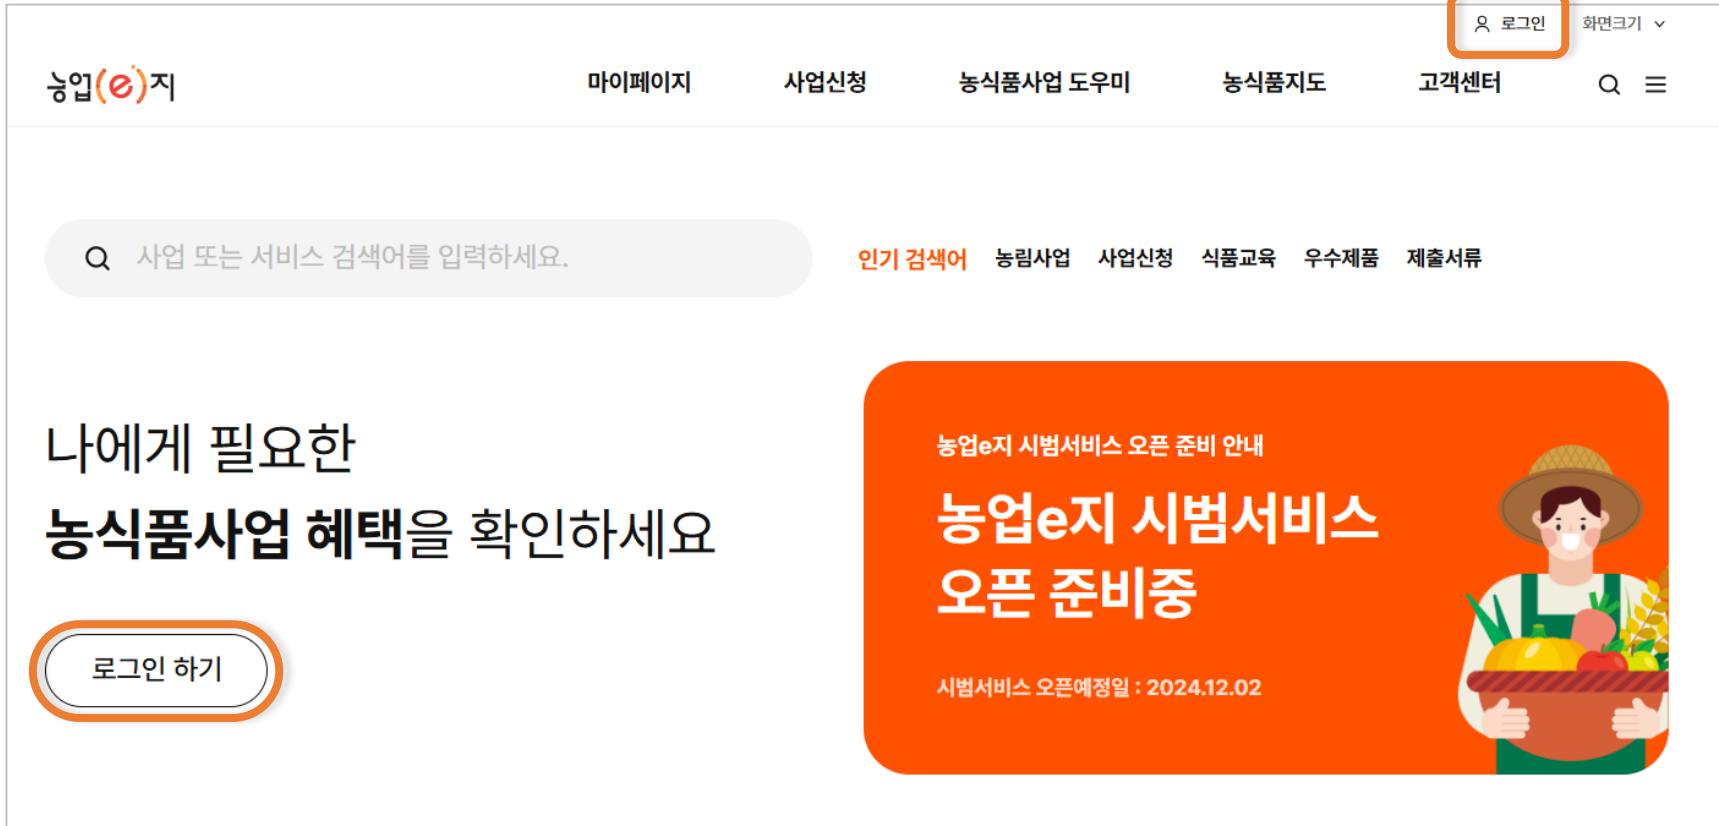 로그인 화면크기
농업(e)지 마이페이지 사업신청 농식품사업 도우미 농식품지도 고객센터
사업 또는 서비스 검색어를 입력하세요. 인기 검색어 농림사업 사업신청 식품교육 우수제품 제출서류
나에게 필요한
농식품사업 혜택을 확인하세요
로그인 하기
농업e지 시범서비스 오픈 준비 안내
농업e지 시범서비스
오픈 준비중
시범서비스 오픈예정일 : 2024.12.02